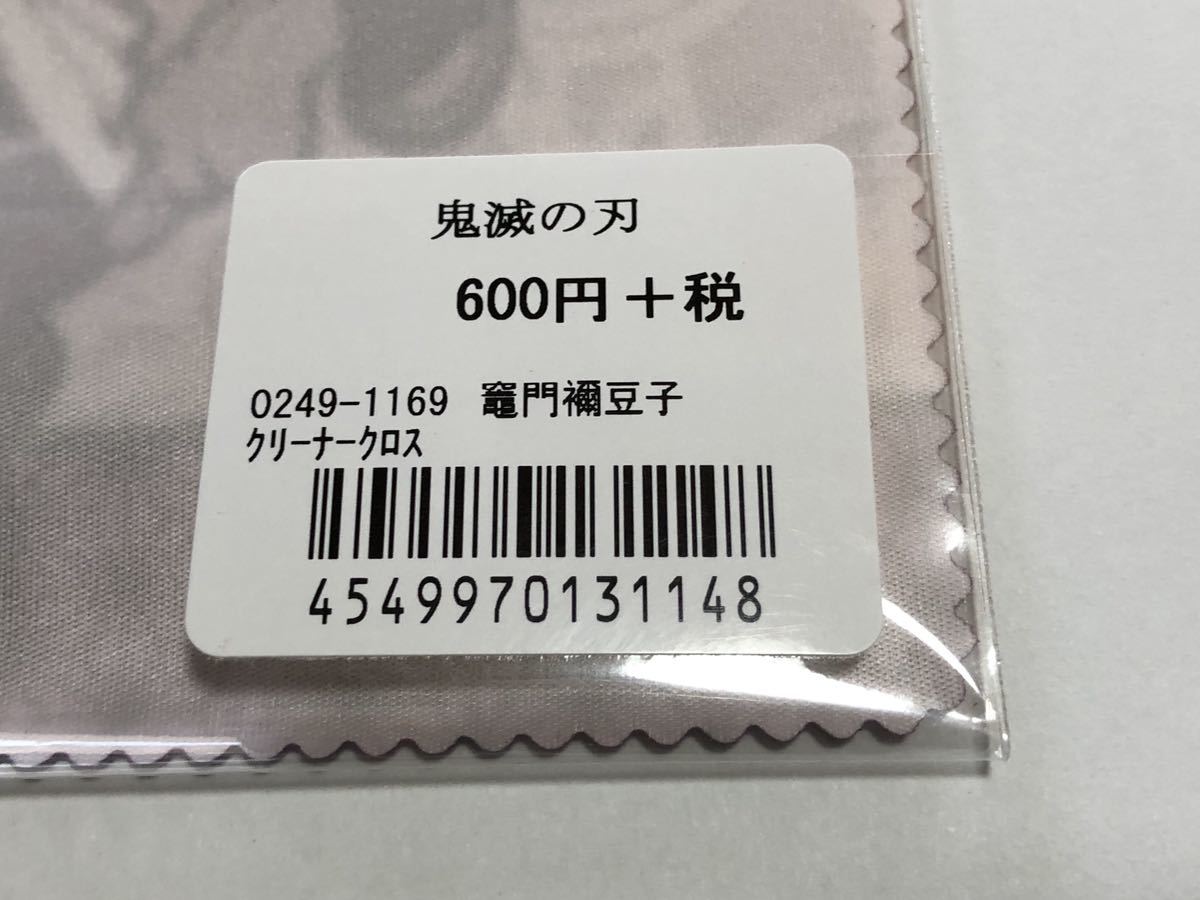 鬼滅の刃
600円+税
0249-1169 竈門禰豆子
ｸﾘｰﾅｰｸﾛｽ
4549970131148